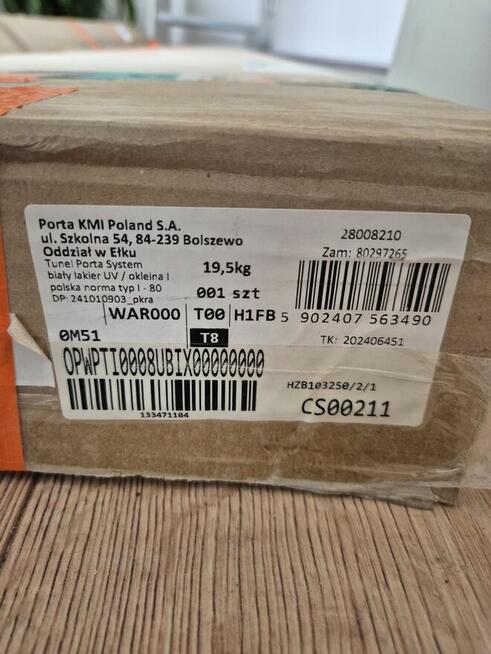 Porta KMI Poland S.A.
ul. Szkolna 54, 84-239 Bolszewo
Oddział w Ełku
Tunel Porta System
biały lakier UV / okleina I
polska norma typ I - 80
DP: 241010903_pkra
19,5kg
001 szt
28008210
Zam: 80297265
WAR000 T00 H1FB
5 902407 563490
0M51
T8
TK: 202406451
OPWPTI0008UBIX00000000
133471104
HZB103250/2/1
CS00211